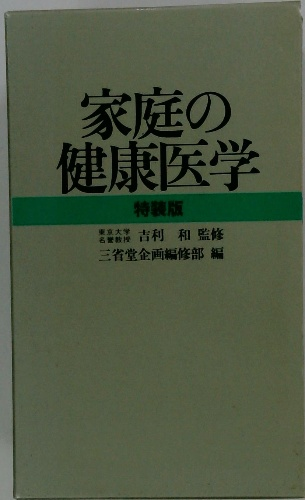 家庭の
健康医学
特装版
東京大学
名誉教授 吉利 和 監修
三省堂企画編修部 編